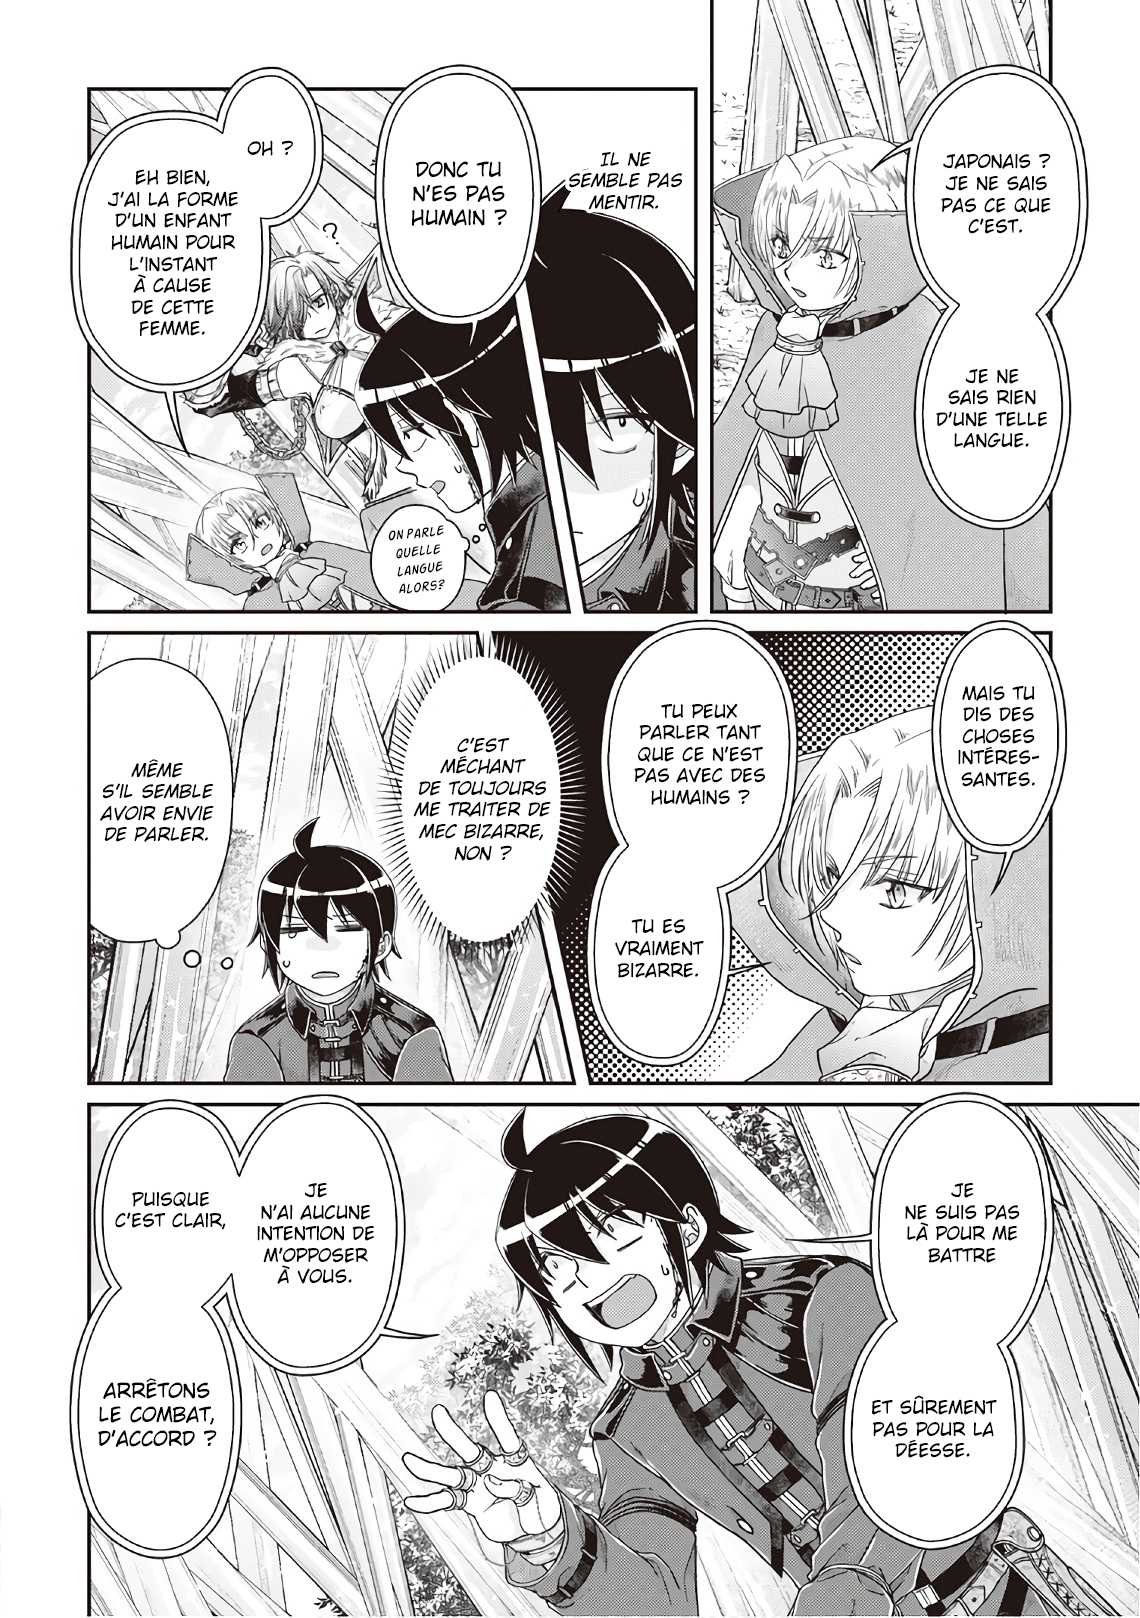 JAPONAIS ?
JE NE SAIS
PAS CE QUE
C'EST.
JE NE
SAIS RIEN
D'UNE TELLE
LANGUE.
IL NE
SEMBLE PAS
MENTIR.
DONC TU
N'ES PAS
HUMAIN ?
ON PARLE
QUELLE
LANGUE
ALORS?
?
OH ?
EH BIEN,
J'AI LA FORME
D'UN ENFANT
HUMAIN POUR
L'INSTANT
À CAUSE
DE CETTE
FEMME.
MAIS TU
DIS DES
CHOSES
INTÉRES-
SANTES.
TU PEUX
PARLER TANT
QUE CE N'EST
PAS AVEC DES
HUMAINS ?
TU ES
VRAIMENT
BIZARRE.
C'EST
MÉCHANT
DE TOUJOURS
ME TRAITER DE
MEC BIZARRE,
NON ?
MÊME
S'IL SEMBLE
AVOIR ENVIE
DE PARLER.
JE
NE SUIS PAS
LÀ POUR ME
BATTRE
ET SÛREMENT
PAS POUR LA
DÉESSE.
JE
N'AI AUCUNE
INTENTION DE
M'OPPOSER
À VOUS.
PUISQUE
C'EST CLAIR,
ARRÊTONS
LE COMBAT,
D'ACCORD ?